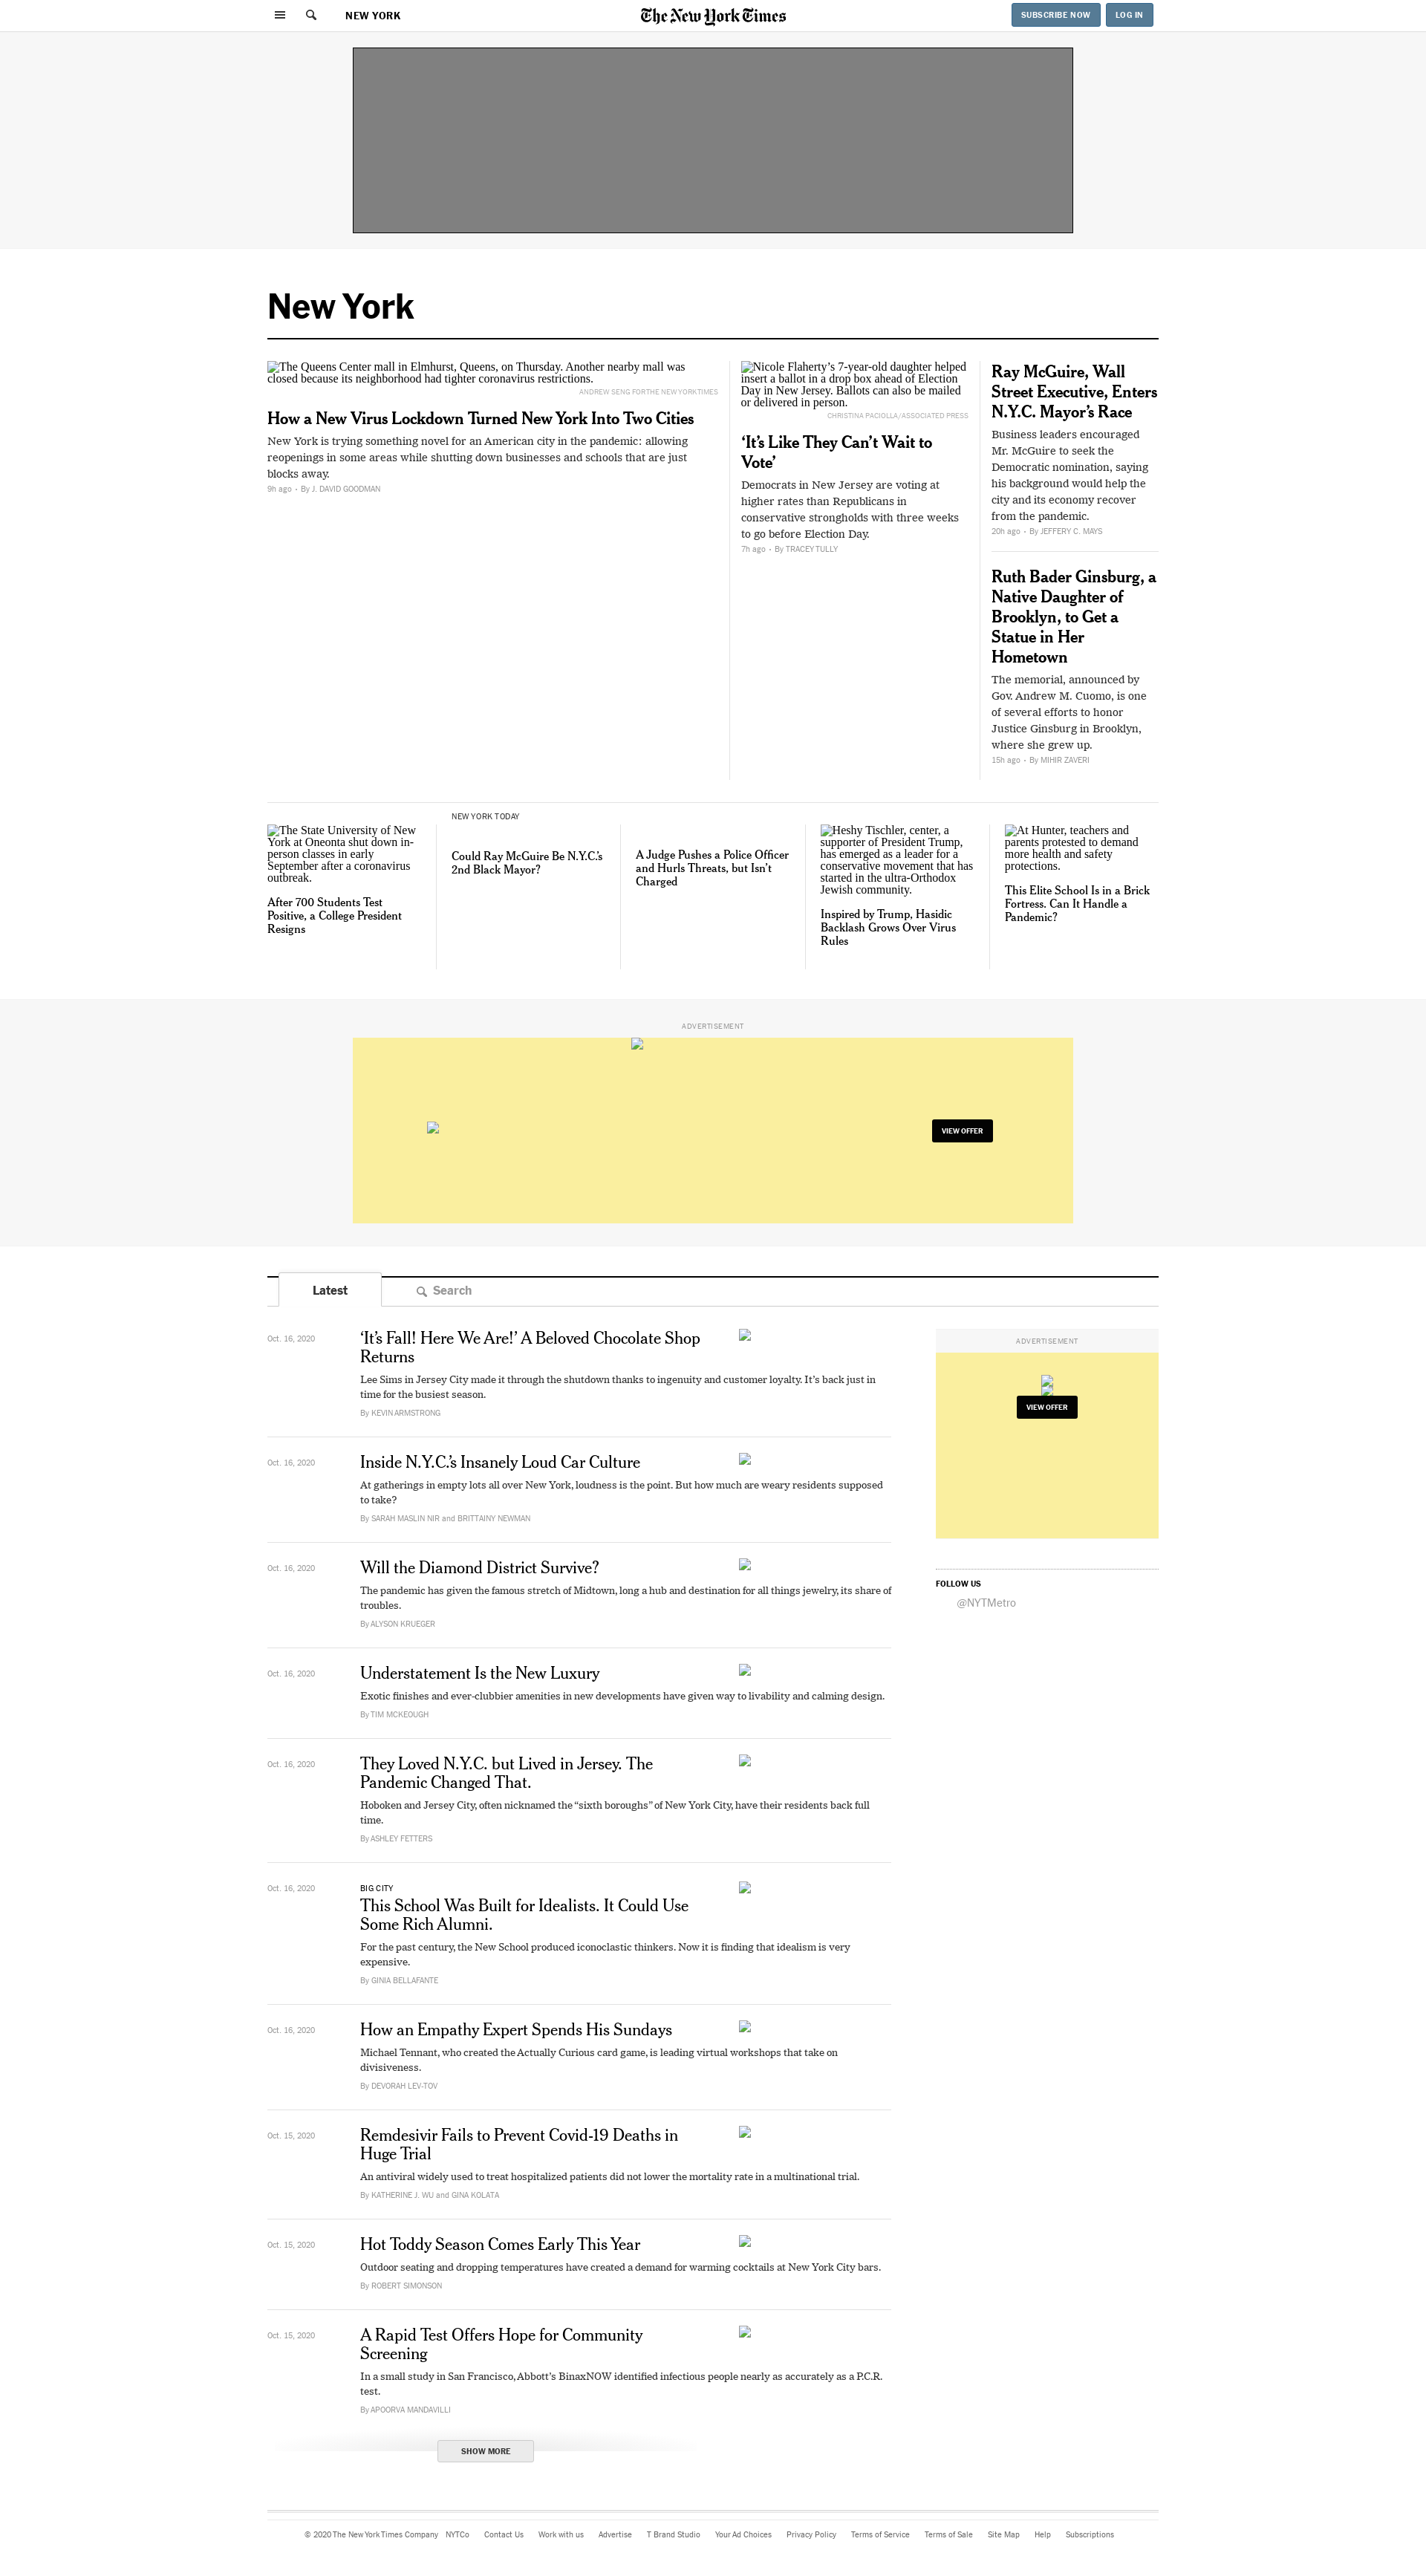 NEW YORK
The New York Times
SUBSCRIBE NOW
LOG IN
New York
The Queens Center mall in Elmhurst, Queens, on Thursday. Another nearby mall was
closed because its neighborhood had tighter coronavirus restrictions.
ANDREW SENG FOR THE NEW YORK TIMES
How a New Virus Lockdown Turned New York Into Two Cities
New York is trying something novel for an American city in the pandemic: allowing
reopenings in some areas while shutting down businesses and schools that are just
blocks away.
9h ago • By J. DAVID GOODMAN
Nicole Flaherty’s 7-year-old daughter helped
insert a ballot in a drop box ahead of Election
Day in New Jersey. Ballots can also be mailed
or delivered in person.
CHRISTINA PACIOLLA/ASSOCIATED PRESS
‘It’s Like They Can’t Wait to
Vote’
Democrats in New Jersey are voting at
higher rates than Republicans in
conservative strongholds with three weeks
to go before Election Day.
7h ago • By TRACEY TULLY
Ray McGuire, Wall
Street Executive, Enters
N.Y.C. Mayor’s Race
Business leaders encouraged
Mr. McGuire to seek the
Democratic nomination, saying
his background would help the
city and its economy recover
from the pandemic.
20h ago • By JEFFERY C. MAYS
Ruth Bader Ginsburg, a
Native Daughter of
Brooklyn, to Get a
Statue in Her
Hometown
The memorial, announced by
Gov. Andrew M. Cuomo, is one
of several efforts to honor
Justice Ginsburg in Brooklyn,
where she grew up.
15h ago • By MIHIR ZAVERI
The State University of New
York at Oneonta shut down in-
person classes in early
September after a coronavirus
outbreak.
After 700 Students Test
Positive, a College President
Resigns
NEW YORK TODAY
Could Ray McGuire Be N.Y.C.’s
2nd Black Mayor?
A Judge Pushes a Police Officer
and Hurls Threats, but Isn’t
Charged
Heshy Tischler, center, a
supporter of President Trump,
has emerged as a leader for a
conservative movement that has
started in the ultra-Orthodox
Jewish community.
Inspired by Trump, Hasidic
Backlash Grows Over Virus
Rules
At Hunter, teachers and
parents protested to demand
more health and safety
protections.
This Elite School Is in a Brick
Fortress. Can It Handle a
Pandemic?
ADVERTISEMENT
VIEW OFFER
Latest
Search
Oct. 16, 2020
‘It’s Fall! Here We Are!’ A Beloved Chocolate Shop
Returns
Lee Sims in Jersey City made it through the shutdown thanks to ingenuity and customer loyalty. It’s back just in
time for the busiest season.
By KEVIN ARMSTRONG
Oct. 16, 2020
Inside N.Y.C.’s Insanely Loud Car Culture
At gatherings in empty lots all over New York, loudness is the point. But how much are weary residents supposed
to take?
By SARAH MASLIN NIR and BRITTAINY NEWMAN
Oct. 16, 2020
Will the Diamond District Survive?
The pandemic has given the famous stretch of Midtown, long a hub and destination for all things jewelry, its share of
troubles.
By ALYSON KRUEGER
Oct. 16, 2020
Understatement Is the New Luxury
Exotic finishes and ever-clubbier amenities in new developments have given way to livability and calming design.
By TIM MCKEOUGH
Oct. 16, 2020
They Loved N.Y.C. but Lived in Jersey. The
Pandemic Changed That.
Hoboken and Jersey City, often nicknamed the “sixth boroughs” of New York City, have their residents back full
time.
By ASHLEY FETTERS
Oct. 16, 2020
BIG CITY
This School Was Built for Idealists. It Could Use
Some Rich Alumni.
For the past century, the New School produced iconoclastic thinkers. Now it is finding that idealism is very
expensive.
By GINIA BELLAFANTE
Oct. 16, 2020
How an Empathy Expert Spends His Sundays
Michael Tennant, who created the Actually Curious card game, is leading virtual workshops that take on
divisiveness.
By DEVORAH LEV-TOV
Oct. 15, 2020
Remdesivir Fails to Prevent Covid-19 Deaths in
Huge Trial
An antiviral widely used to treat hospitalized patients did not lower the mortality rate in a multinational trial.
By KATHERINE J. WU and GINA KOLATA
Oct. 15, 2020
Hot Toddy Season Comes Early This Year
Outdoor seating and dropping temperatures have created a demand for warming cocktails at New York City bars.
By ROBERT SIMONSON
Oct. 15, 2020
A Rapid Test Offers Hope for Community
Screening
In a small study in San Francisco, Abbott’s BinaxNOW identified infectious people nearly as accurately as a P.C.R.
test.
By APOORVA MANDAVILLI
SHOW MORE
ADVERTISEMENT
VIEW OFFER
FOLLOW US
@NYTMetro
© 2020 The New York Times Company NYTCo Contact Us Work with us Advertise T Brand Studio Your Ad Choices Privacy Policy Terms of Service Terms of Sale Site Map Help Subscriptions